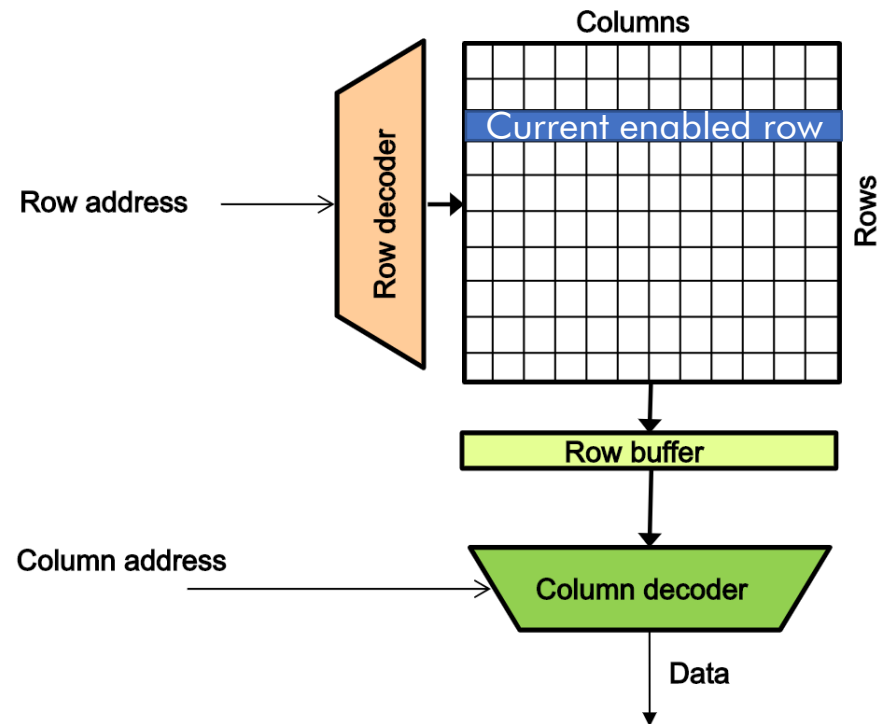 Columns
Current enabled row
Rows
Row decoder
Row address
Row buffer
Column address
Column decoder
Data